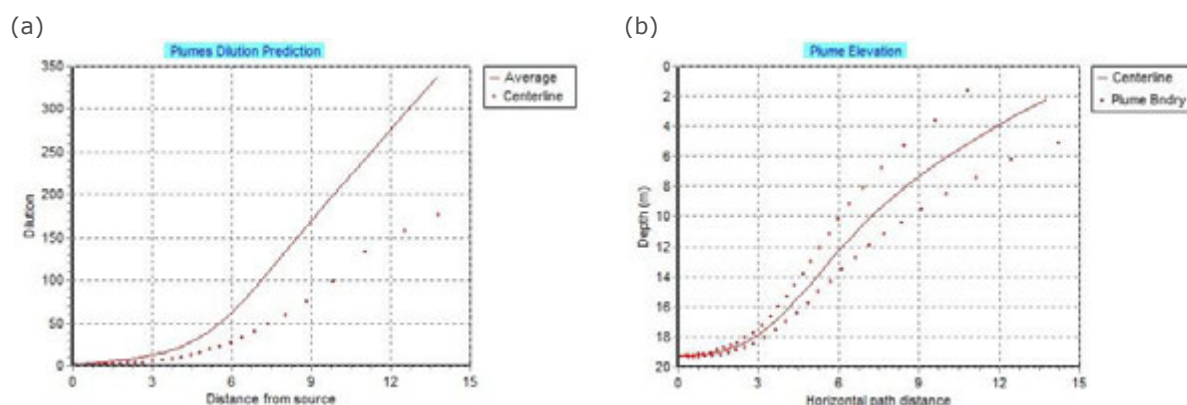 (a)
Plumes Dilution Prediction
350
300
250
200
150
100
50
0
Dilution
0 3 6 9 12 15
Distance from source
Average
Centerline
(b)
Plume Elevation
0
2
4
6
8
10
12
14
16
18
20
Depth (m)
0 3 6 9 12 15
Horizontal path distance
Centerline
Plume Bndry